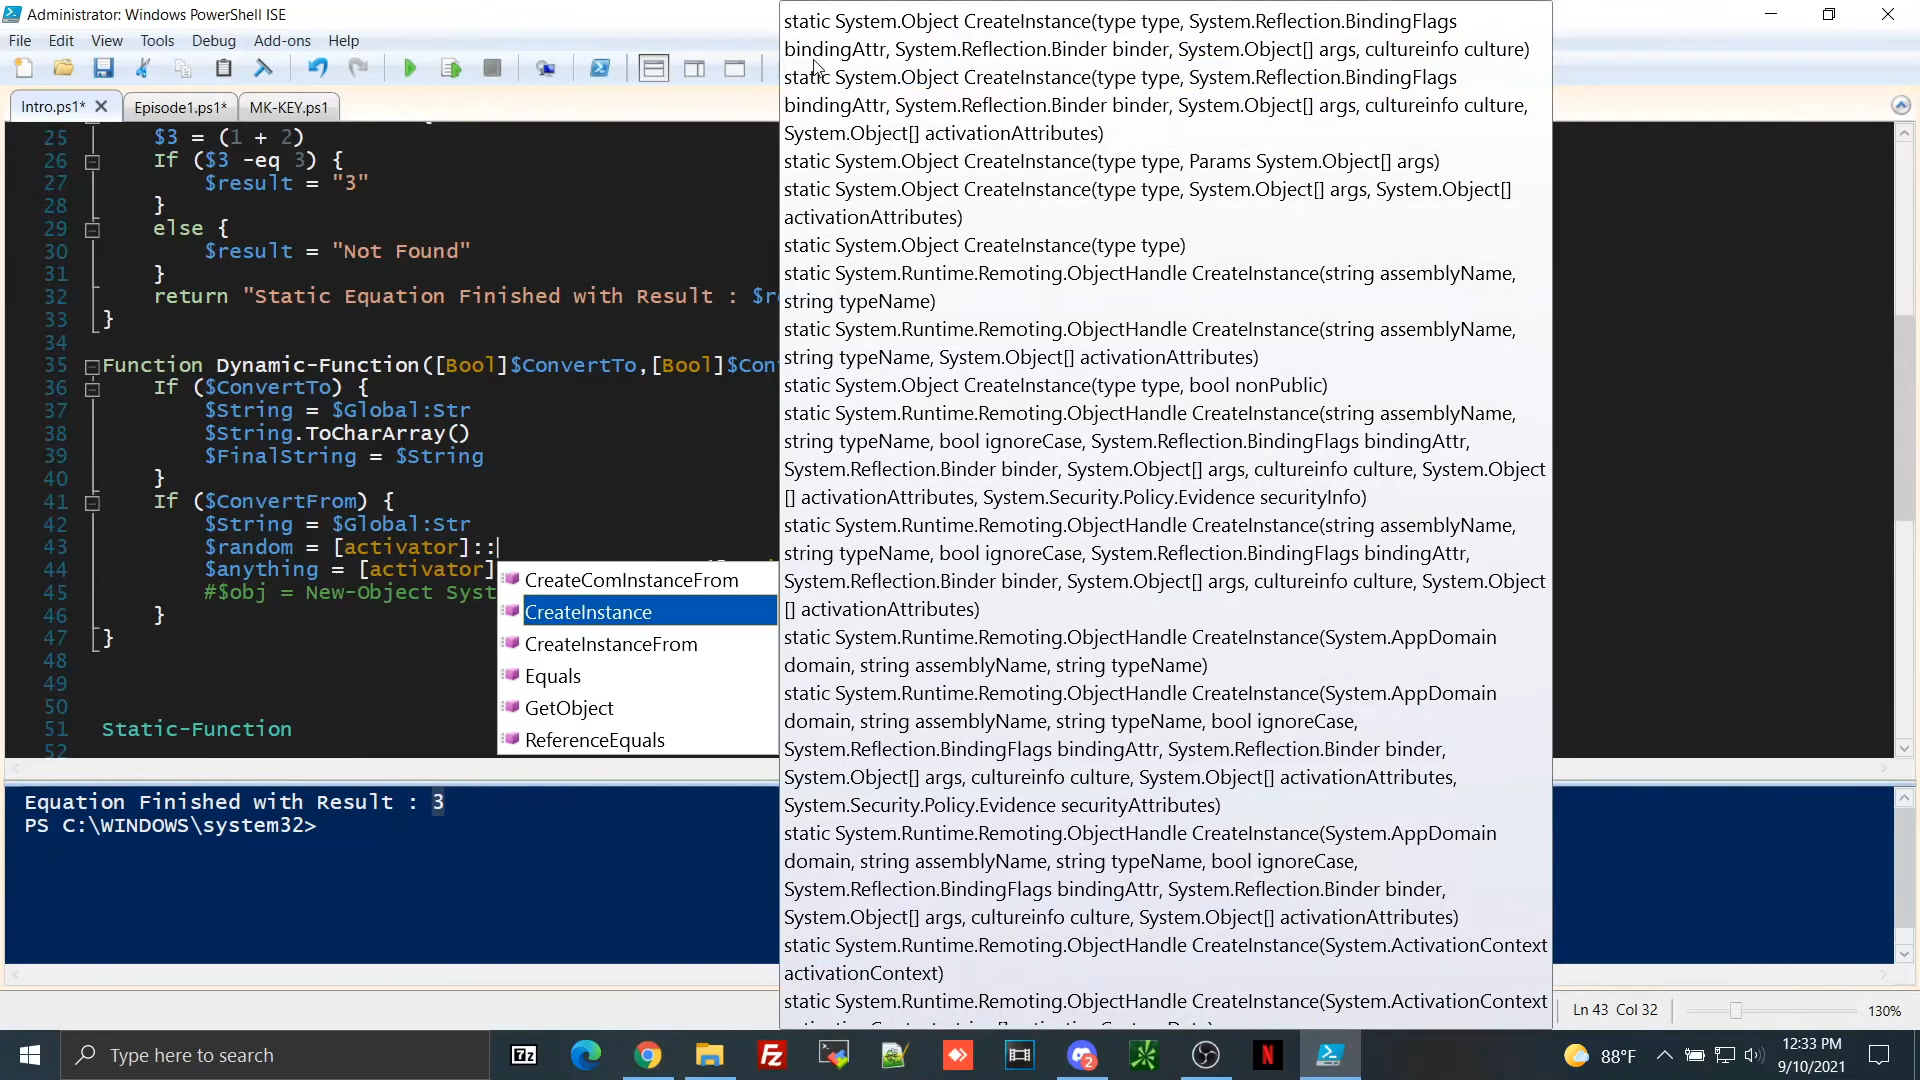 Administrator: Windows PowerShell ISE
File Edit View Tools Debug Add-ons Help
Intro.ps1* Episode1.ps1* MK-KEY.ps1
25 $3 = (1 + 2)
26 If ($3 -eq 3) {
27 $result = "3"
28 }
29 else {
30 $result = "Not Found"
31 }
32 return "Static Equation Finished with Result : $r
33 }
34
35 Function Dynamic-Function([Bool]$ConvertTo,[Bool]$Con
36 If ($ConvertTo) {
37 $String = $Global:Str
38 $String.ToCharArray()
39 $FinalString = $String
40 }
41 If ($ConvertFrom) {
42 $String = $Global:Str
43 $random = [activator]::
44 $anything = [activator]
45 #$obj = New-Object Syst
46 }
47 }
48
49
50
51 Static-Function
52
CreateComInstanceFrom
CreateInstance
CreateInstanceFrom
Equals
GetObject
ReferenceEquals
static System.Object CreateInstance(type type, System.Reflection.BindingFlags
bindingAttr, System.Reflection.Binder binder, System.Object[] args, cultureinfo culture)
static System.Object CreateInstance(type type, System.Reflection.BindingFlags
bindingAttr, System.Reflection.Binder binder, System.Object[] args, cultureinfo culture,
System.Object[] activationAttributes)
static System.Object CreateInstance(type type, Params System.Object[] args)
static System.Object CreateInstance(type type, System.Object[] args, System.Object[]
activationAttributes)
static System.Object CreateInstance(type type)
static System.Runtime.Remoting.ObjectHandle CreateInstance(string assemblyName,
string typeName)
static System.Runtime.Remoting.ObjectHandle CreateInstance(string assemblyName,
string typeName, System.Object[] activationAttributes)
static System.Object CreateInstance(type type, bool nonPublic)
static System.Runtime.Remoting.ObjectHandle CreateInstance(string assemblyName,
string typeName, bool ignoreCase, System.Reflection.BindingFlags bindingAttr,
System.Reflection.Binder binder, System.Object[] args, cultureinfo culture, System.Object
[] activationAttributes, System.Security.Policy.Evidence securityInfo)
static System.Runtime.Remoting.ObjectHandle CreateInstance(string assemblyName,
string typeName, bool ignoreCase, System.Reflection.BindingFlags bindingAttr,
System.Reflection.Binder binder, System.Object[] args, cultureinfo culture, System.Object
[] activationAttributes)
static System.Runtime.Remoting.ObjectHandle CreateInstance(System.AppDomain
domain, string assemblyName, string typeName)
static System.Runtime.Remoting.ObjectHandle CreateInstance(System.AppDomain
domain, string assemblyName, string typeName, bool ignoreCase,
System.Reflection.BindingFlags bindingAttr, System.Reflection.Binder binder,
System.Object[] args, cultureinfo culture, System.Object[] activationAttributes,
System.Security.Policy.Evidence securityAttributes)
static System.Runtime.Remoting.ObjectHandle CreateInstance(System.AppDomain
domain, string assemblyName, string typeName, bool ignoreCase,
System.Reflection.BindingFlags bindingAttr, System.Reflection.Binder binder,
System.Object[] args, cultureinfo culture, System.Object[] activationAttributes)
static System.Runtime.Remoting.ObjectHandle CreateInstance(System.ActivationContext
activationContext)
static System.Runtime.Remoting.ObjectHandle CreateInstance(System.ActivationContext
Equation Finished with Result : 3
PS C:\WINDOWS\system32>
Ln 43 Col 32 130%
Type here to search
7z
Fz
2
N
88°F
12:33 PM
9/10/2021